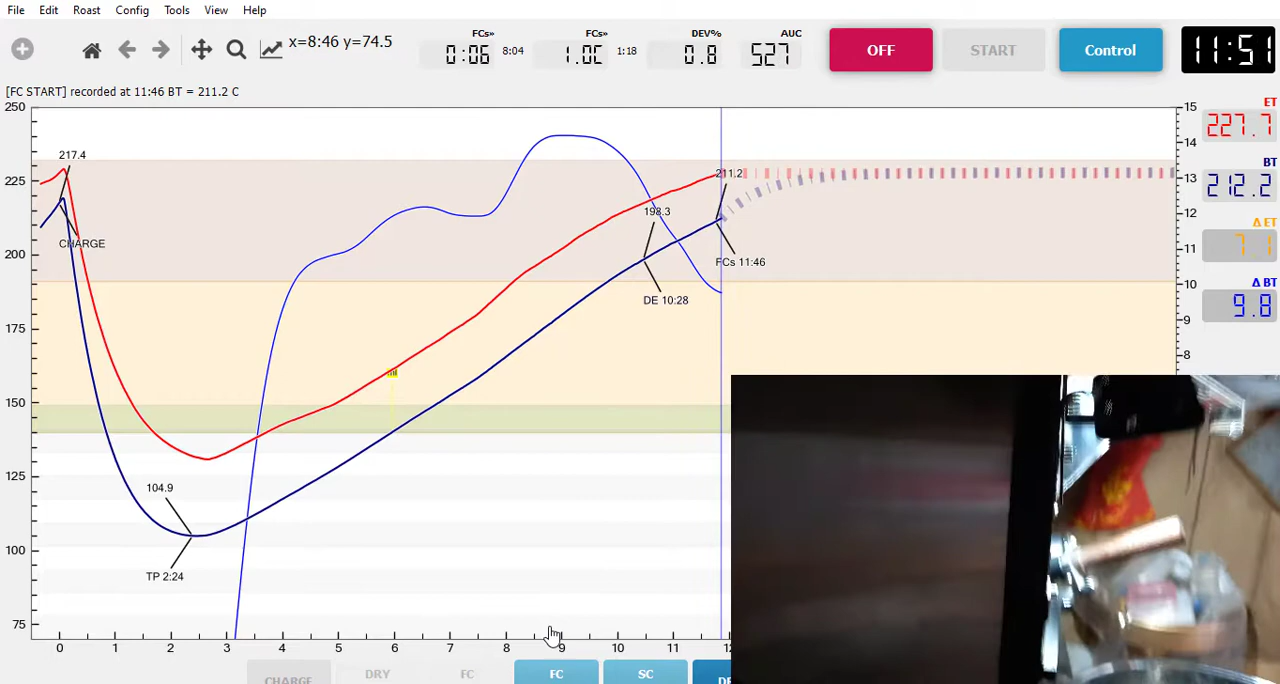 File Edit Roast Config Tools View Help
x=8:46 y=74.5
FCs» FCs» DEV% AUC
0:06 8:04 1.0C 1:18 0.8 527
OFF START Control 11:51
[FC START] recorded at 11:46 BT = 211.2 C
ET
227.7
BT
212.2
Δ ET
7.1
Δ BT
9.8
250
225
200
175
150
125
100
75
15
14
13
12
11
10
9
8
217.4
CHARGE
104.9
TP 2:24
198.3
DE 10:28
211.2
FCs 11:46
0 1 2 3 4 5 6 7 8 9 10 11
CHARGE DRY FC FC SC